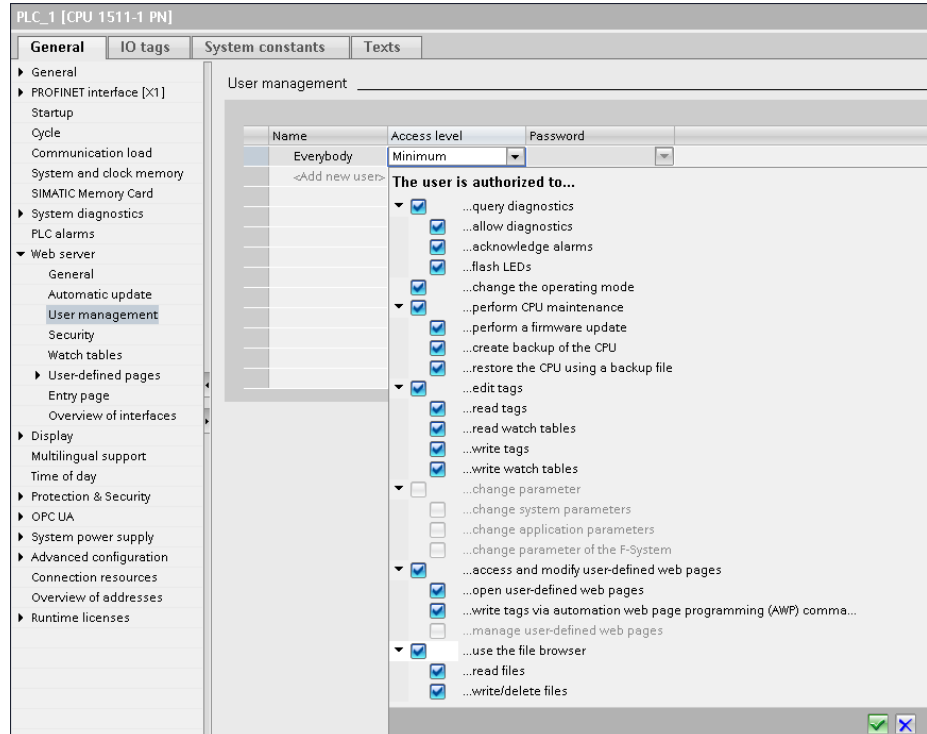 PLC_1 [CPU 1511-1 PN]
General IO tags System constants Texts
General
PROFINET interface [X1]
Startup
Cycle
Communication load
System and clock memory
SIMATIC Memory Card
System diagnostics
PLC alarms
Web server
General
Automatic update
User management
Security
Watch tables
User-defined pages
Entry page
Overview of interfaces
Display
Multilingual support
Time of day
Protection & Security
OPC UA
System power supply
Advanced configuration
Connection resources
Overview of addresses
Runtime licenses
User management
Name Access level Password
Everybody Minimum
<Add new user>
The user is authorized to...
...query diagnostics
...allow diagnostics
...acknowledge alarms
...flash LEDs
...change the operating mode
...perform CPU maintenance
...perform a firmware update
...create backup of the CPU
...restore the CPU using a backup file
...edit tags
...read tags
...read watch tables
...write tags
...write watch tables
...change parameter
...change system parameters
...change application parameters
...change parameter of the F-System
...access and modify user-defined web pages
...open user-defined web pages
...write tags via automation web page programming (AWP) comma...
...manage user-defined web pages
...use the file browser
...read files
...write/delete files